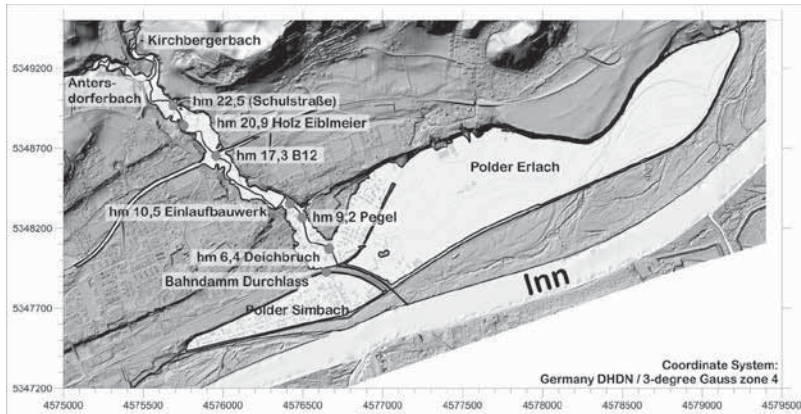 Kirchbergerbach
5349200
Anters-
dorferbach
hm 22,5 (Schulstraße)
hm 20,9 Holz Eiblmeier
5348700
hm 17,3 B12
Polder Erlach
hm 10,5 Einlaufbauwerk
hm 9,2 Pegel
5348200
hm 6,4 Deichbruch
Bahndamm Durchlass
Inn
5347700
Polder Simbach
Coordinate System:
Germany DHDN / 3-degree Gauss zone 4
5347200
4575000 4575500 4576000 4576500 4577000 4577500 4578000 4578500 4579000 4579500